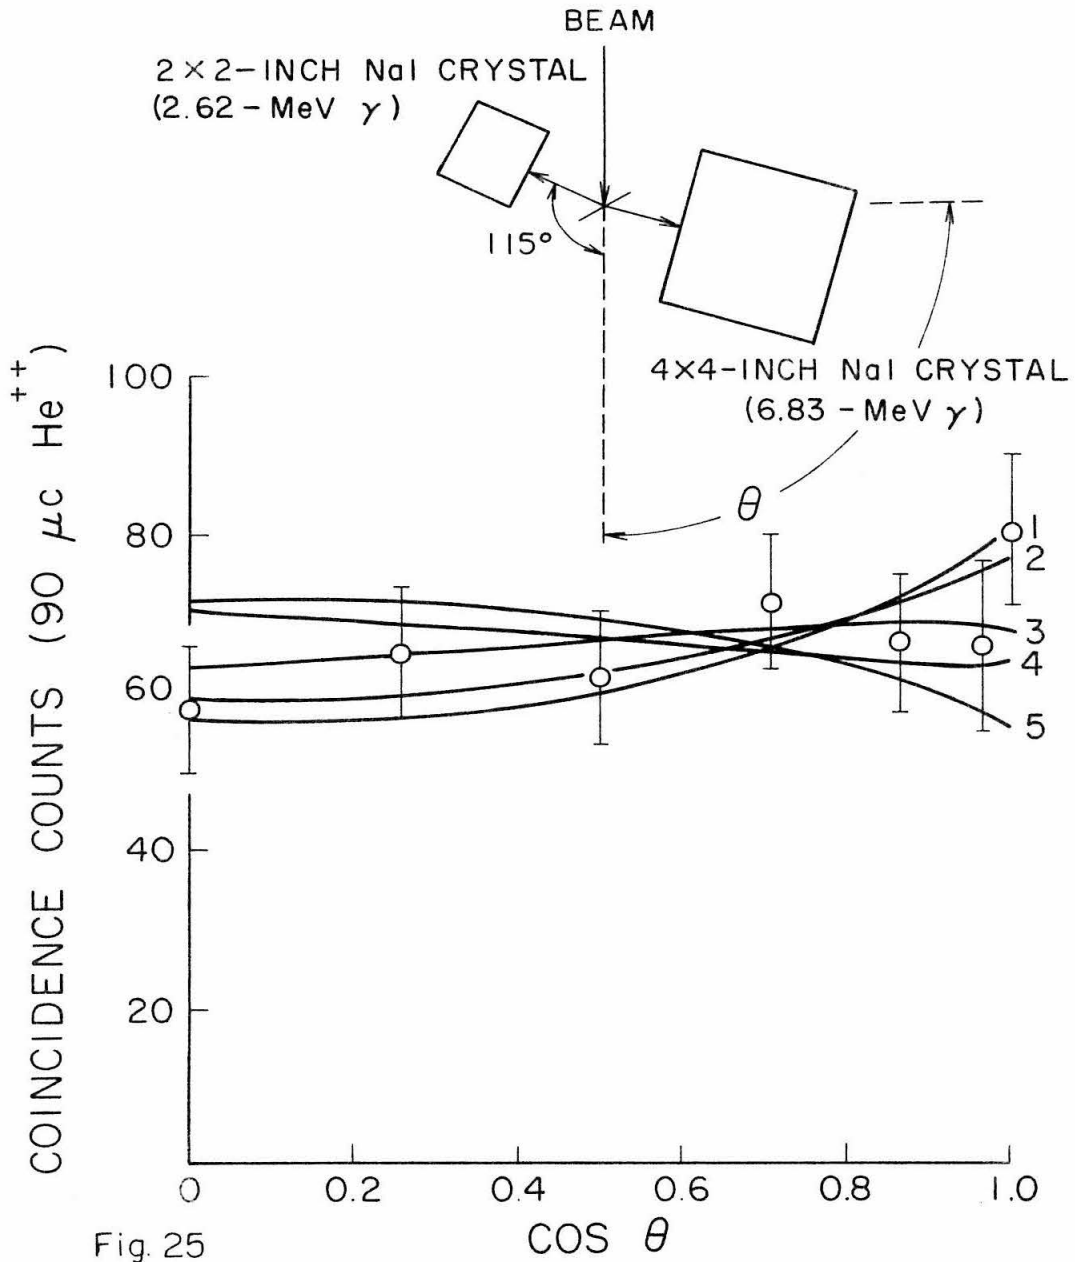 BEAM
2×2-INCH NaI CRYSTAL
(2.62-MeV γ)
115°
4×4-INCH NaI CRYSTAL
(6.83-MeV γ)
θ
COINCIDENCE COUNTS (90 μc He⁺⁺)
100
80
60
40
20
1
2
3
4
5
0
0.2
0.4
0.6
0.8
1.0
COS θ
Fig. 25